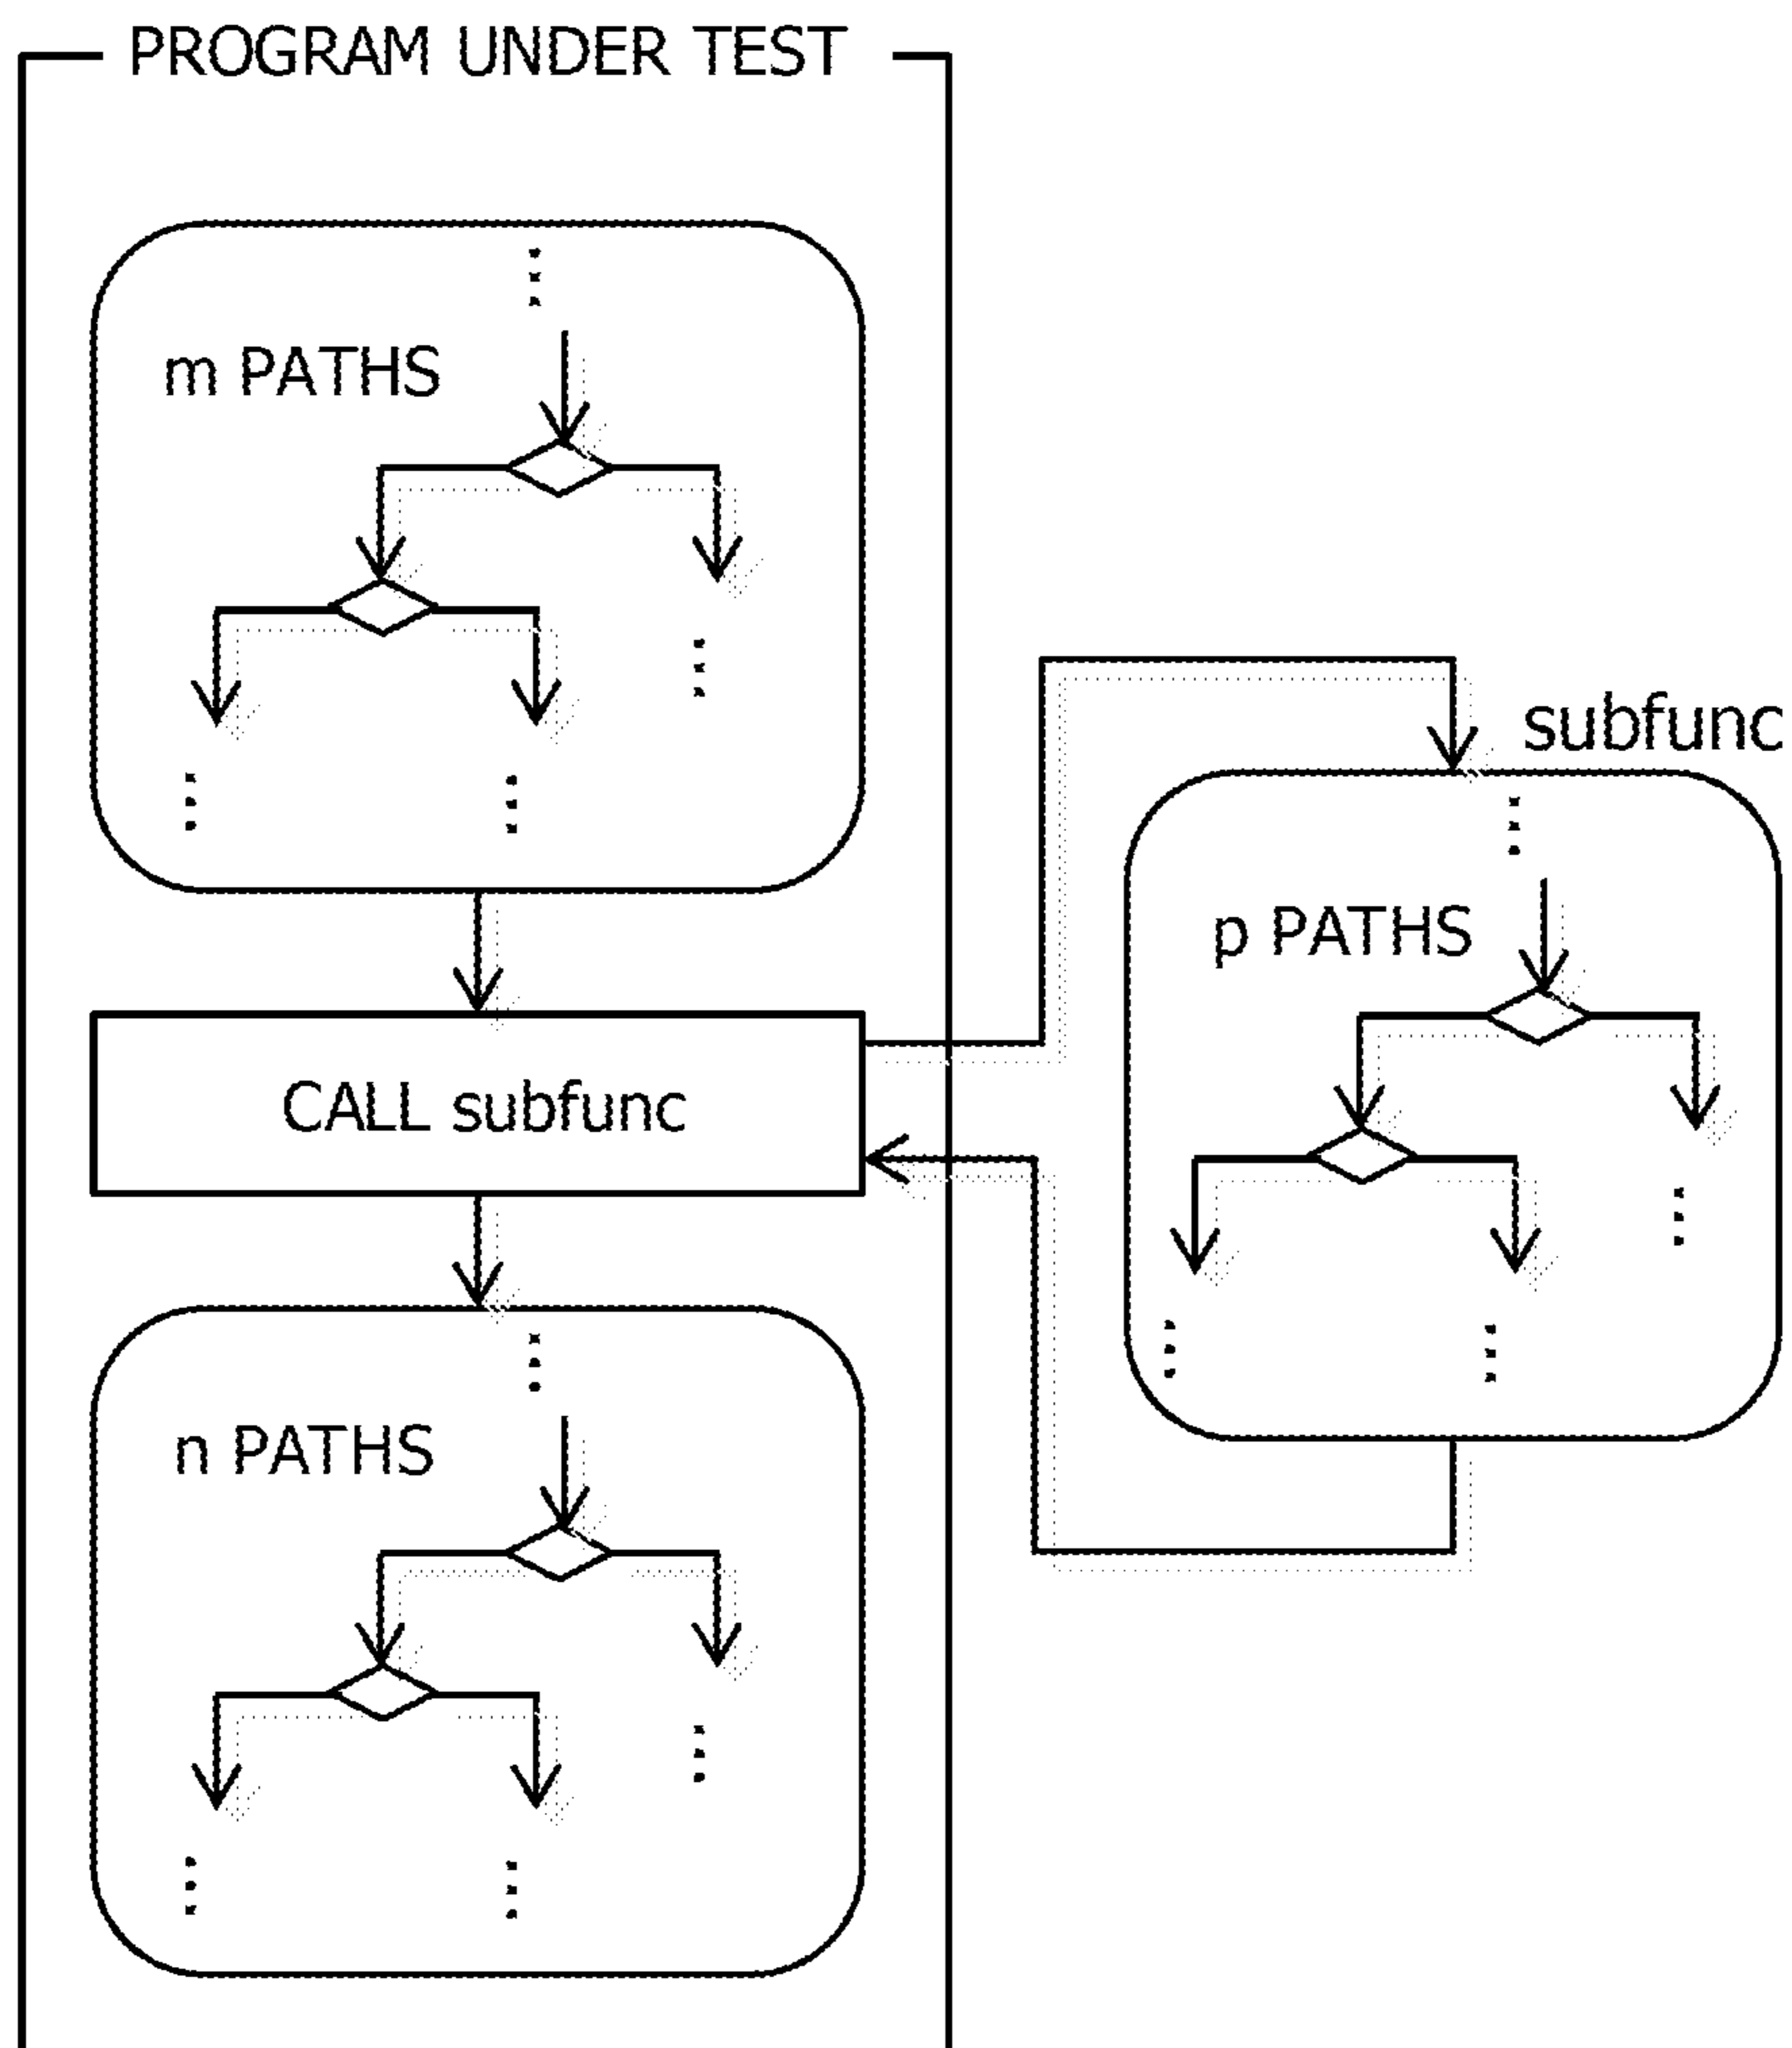 PROGRAM UNDER TEST
m PATHS
subfunc
p PATHS
CALL subfunc
n PATHS